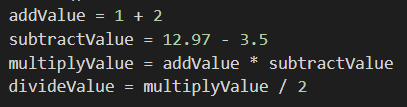 addValue = 1 + 2
subtractValue = 12.97 - 3.5
multiplyValue = addValue * subtractValue
divideValue = multiplyValue / 2